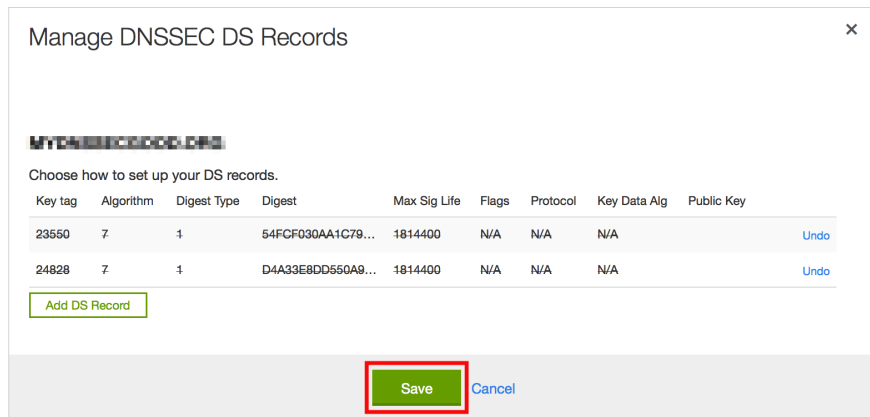 Manage DNSSEC DS Records ×
Choose how to set up your DS records.
Key tag Algorithm Digest Type Digest Max Sig Life Flags Protocol Key Data Alg Public Key
23550 7 1 54FCF030AA1C79... 1814400 N/A N/A N/A Undo
24828 7 1 D4A33E8DD550A9... 1814400 N/A N/A N/A Undo
Add DS Record
Save Cancel